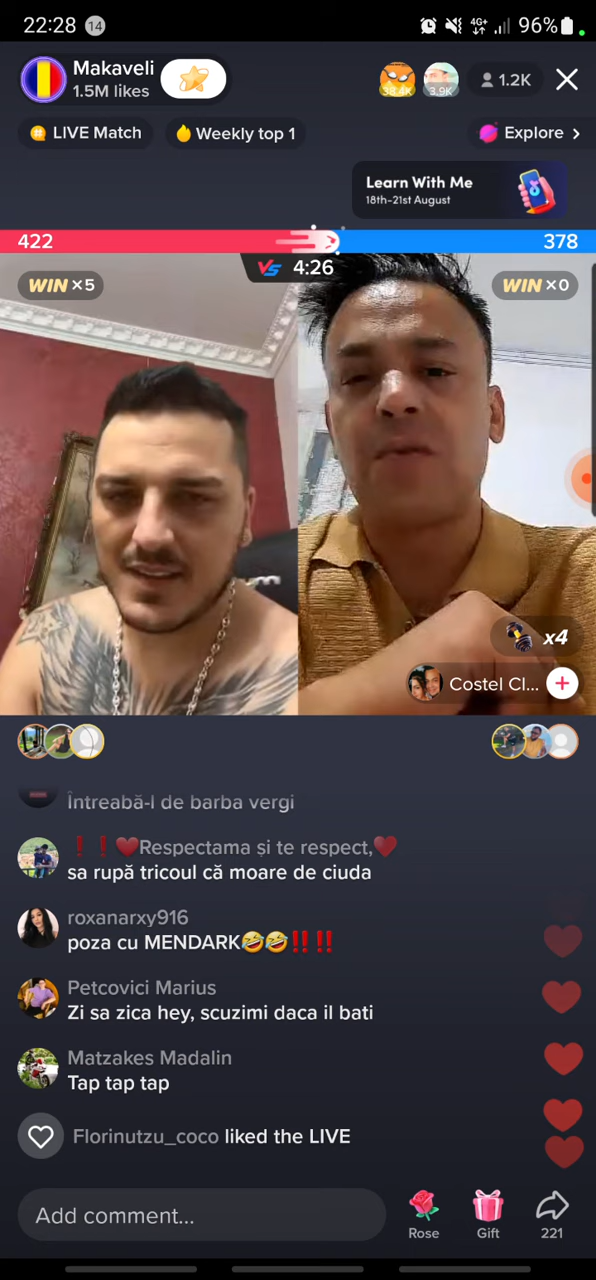 22:28 14 4G+ 96%
Makaveli
1.5M likes
38.4K 3.9K 1.2K
LIVE Match Weekly top 1 Explore
Learn With Me
18th-21st August
422 378
VS 4:26
WIN ×5 WIN ×0
x4
Costel Cl... +
Întreabă-l de barba vergi
❗❗❤️Respectama și te respect,❤️
sa rupă tricoul că moare de ciuda
roxanarxy916
poza cu MENDARK🤣🤣‼️‼️
Petcovici Marius
Zi sa zica hey, scuzimi daca il bati
Matzakes Madalin
Tap tap tap
Florinutzu_coco liked the LIVE
Add comment...
Rose Gift 221